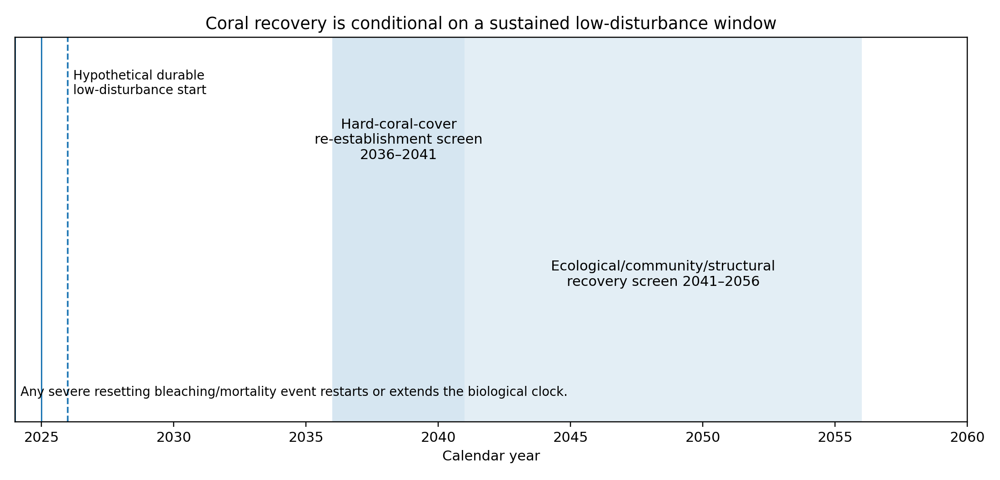 Coral recovery is conditional on a sustained low-disturbance window
Hypothetical durable
low-disturbance start
Hard-coral-cover
re-establishment screen
2036–2041
Ecological/community/structural
recovery screen 2041–2056
Any severe resetting bleaching/mortality event restarts or extends the biological clock.
2025 2030 2035 2040 2045 2050 2055 2060
Calendar year